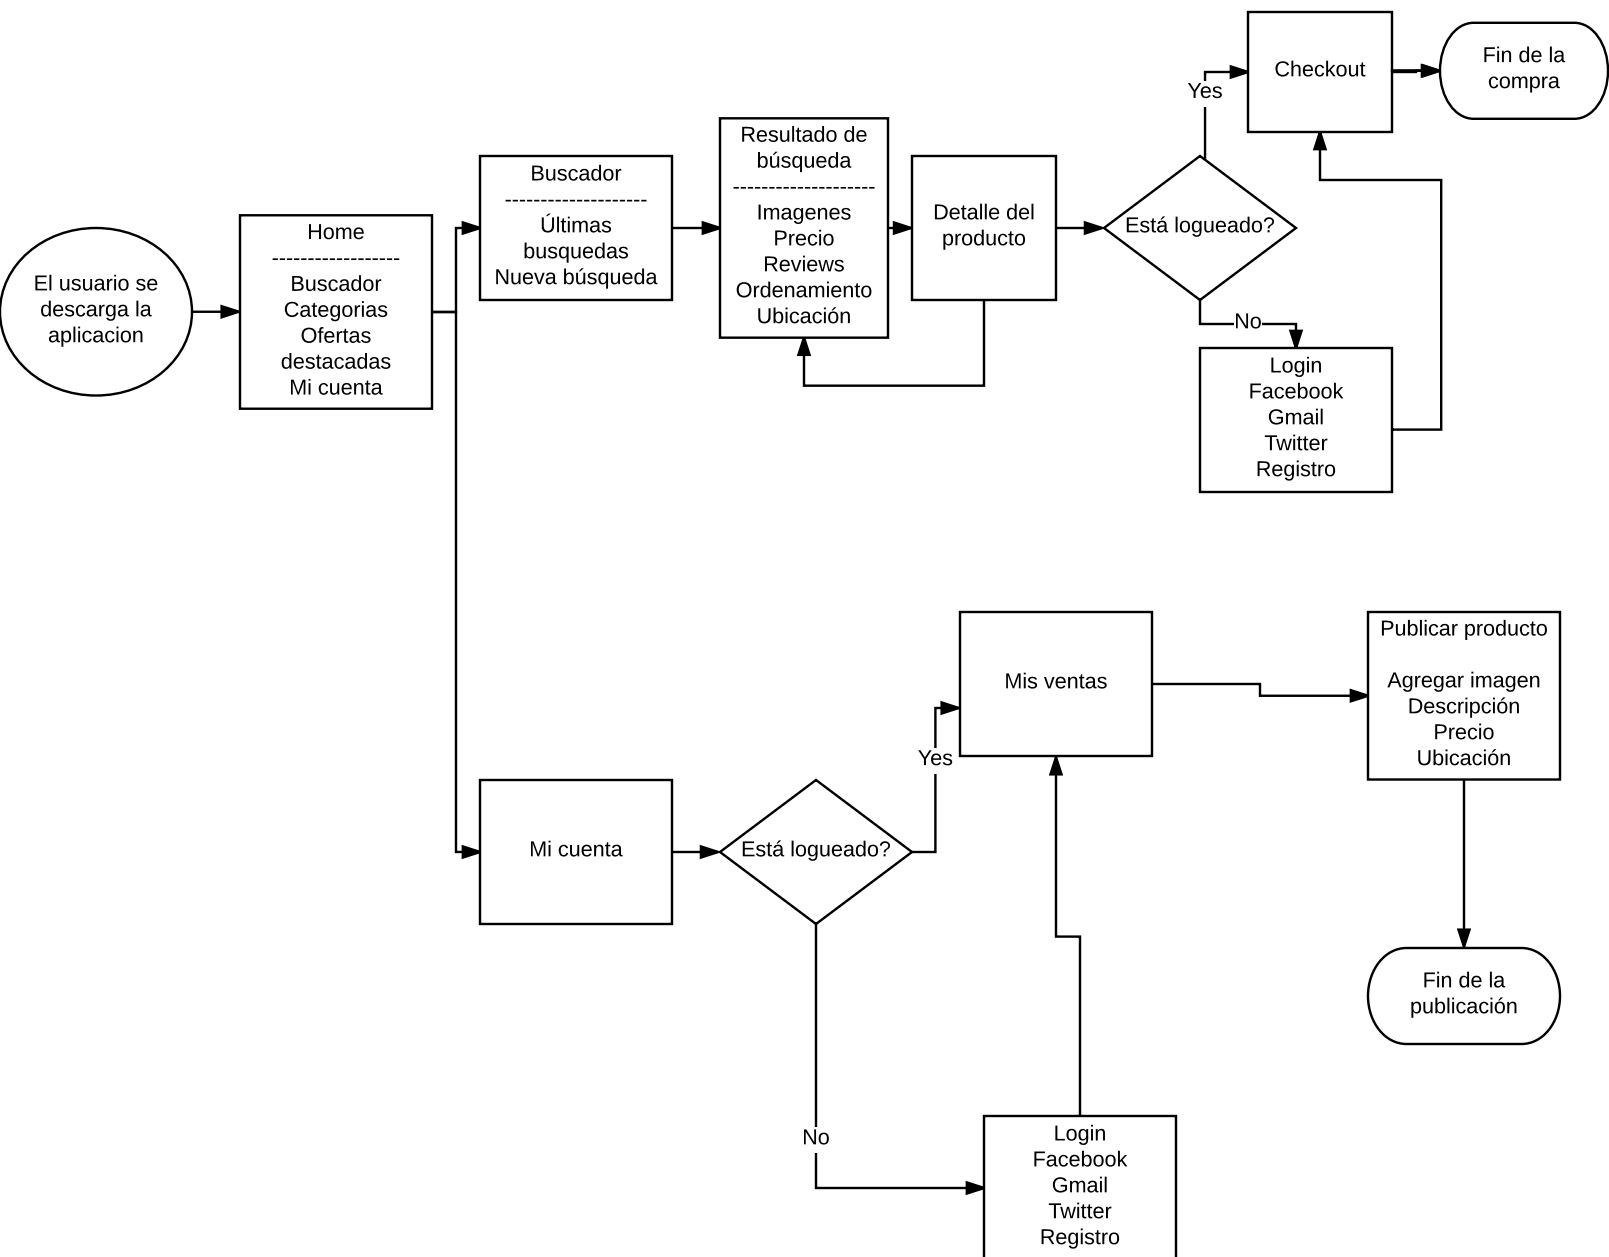 El usuario se
descarga la
aplicacion
Home
------------------
Buscador
Categorias
Ofertas
destacadas
Mi cuenta
Buscador
--------------------
Últimas
busquedas
Nueva búsqueda
Resultado de
búsqueda
--------------------
Imagenes
Precio
Reviews
Ordenamiento
Ubicación
Detalle del
producto
Está logueado?
Yes
Checkout
Fin de la
compra
No
Login
Facebook
Gmail
Twitter
Registro
Mi cuenta
Está logueado?
Yes
Mis ventas
Publicar producto
Agregar imagen
Descripción
Precio
Ubicación
Fin de la
publicación
No
Login
Facebook
Gmail
Twitter
Registro